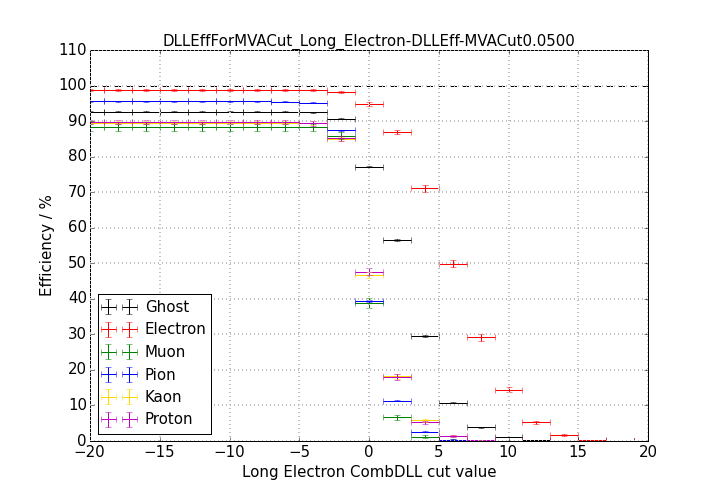 DLLEffForMVACut_Long_Electron-DLLEff-MVACut0.0500
110
100
90
80
70
60
50
40
30
20
10
0
Efficiency / %
Ghost
Electron
Muon
Pion
Kaon
Proton
−20 −15 −10 −5 0 5 10 15 20
Long Electron CombDLL cut value